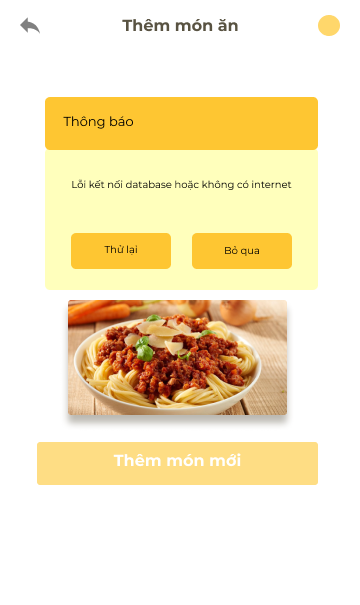 Thêm món ăn
Thông báo
Lỗi kết nối database hoặc không có internet
Thử lại
Bỏ qua
Thêm món mới